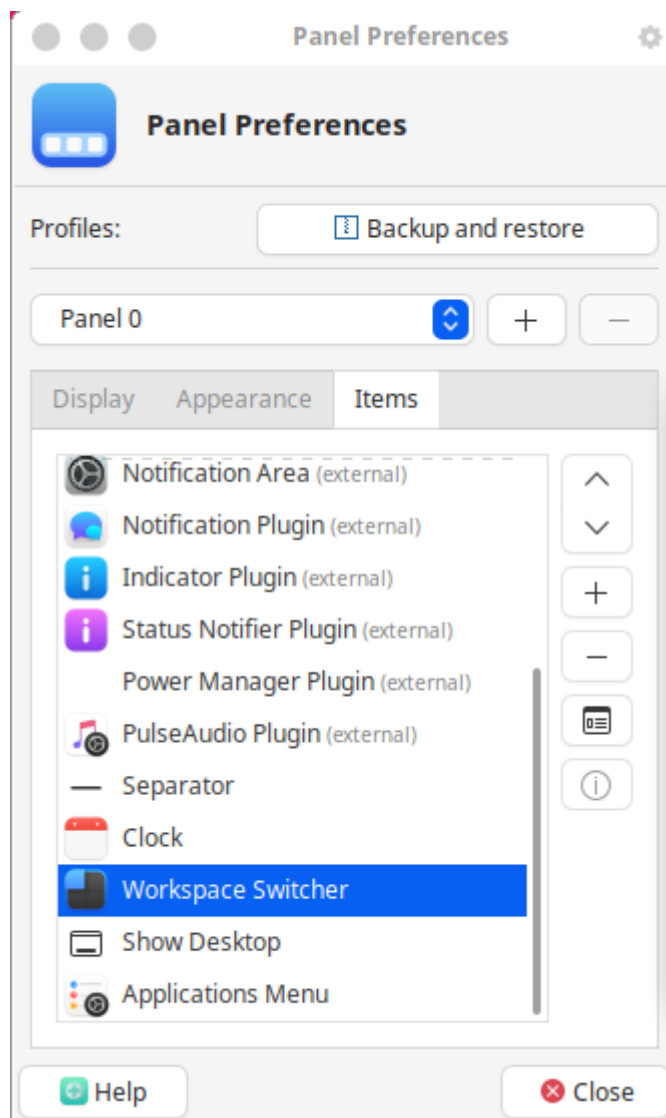 Panel Preferences
Panel Preferences
Profiles:
Backup and restore
Panel 0
Display Appearance Items
Notification Area (external)
Notification Plugin (external)
Indicator Plugin (external)
Status Notifier Plugin (external)
Power Manager Plugin (external)
PulseAudio Plugin (external)
Separator
Clock
Workspace Switcher
Show Desktop
Applications Menu
Help
Close